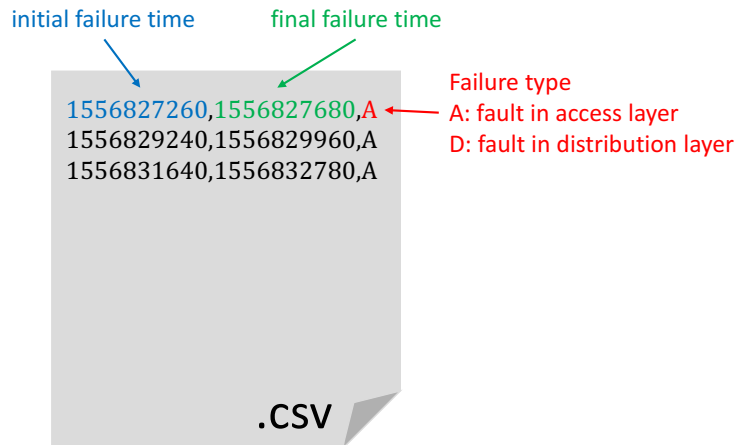 initial failure time
final failure time
1556827260,1556827680,A
1556829240,1556829960,A
1556831640,1556832780,A
Failure type
A: fault in access layer
D: fault in distribution layer
.csv